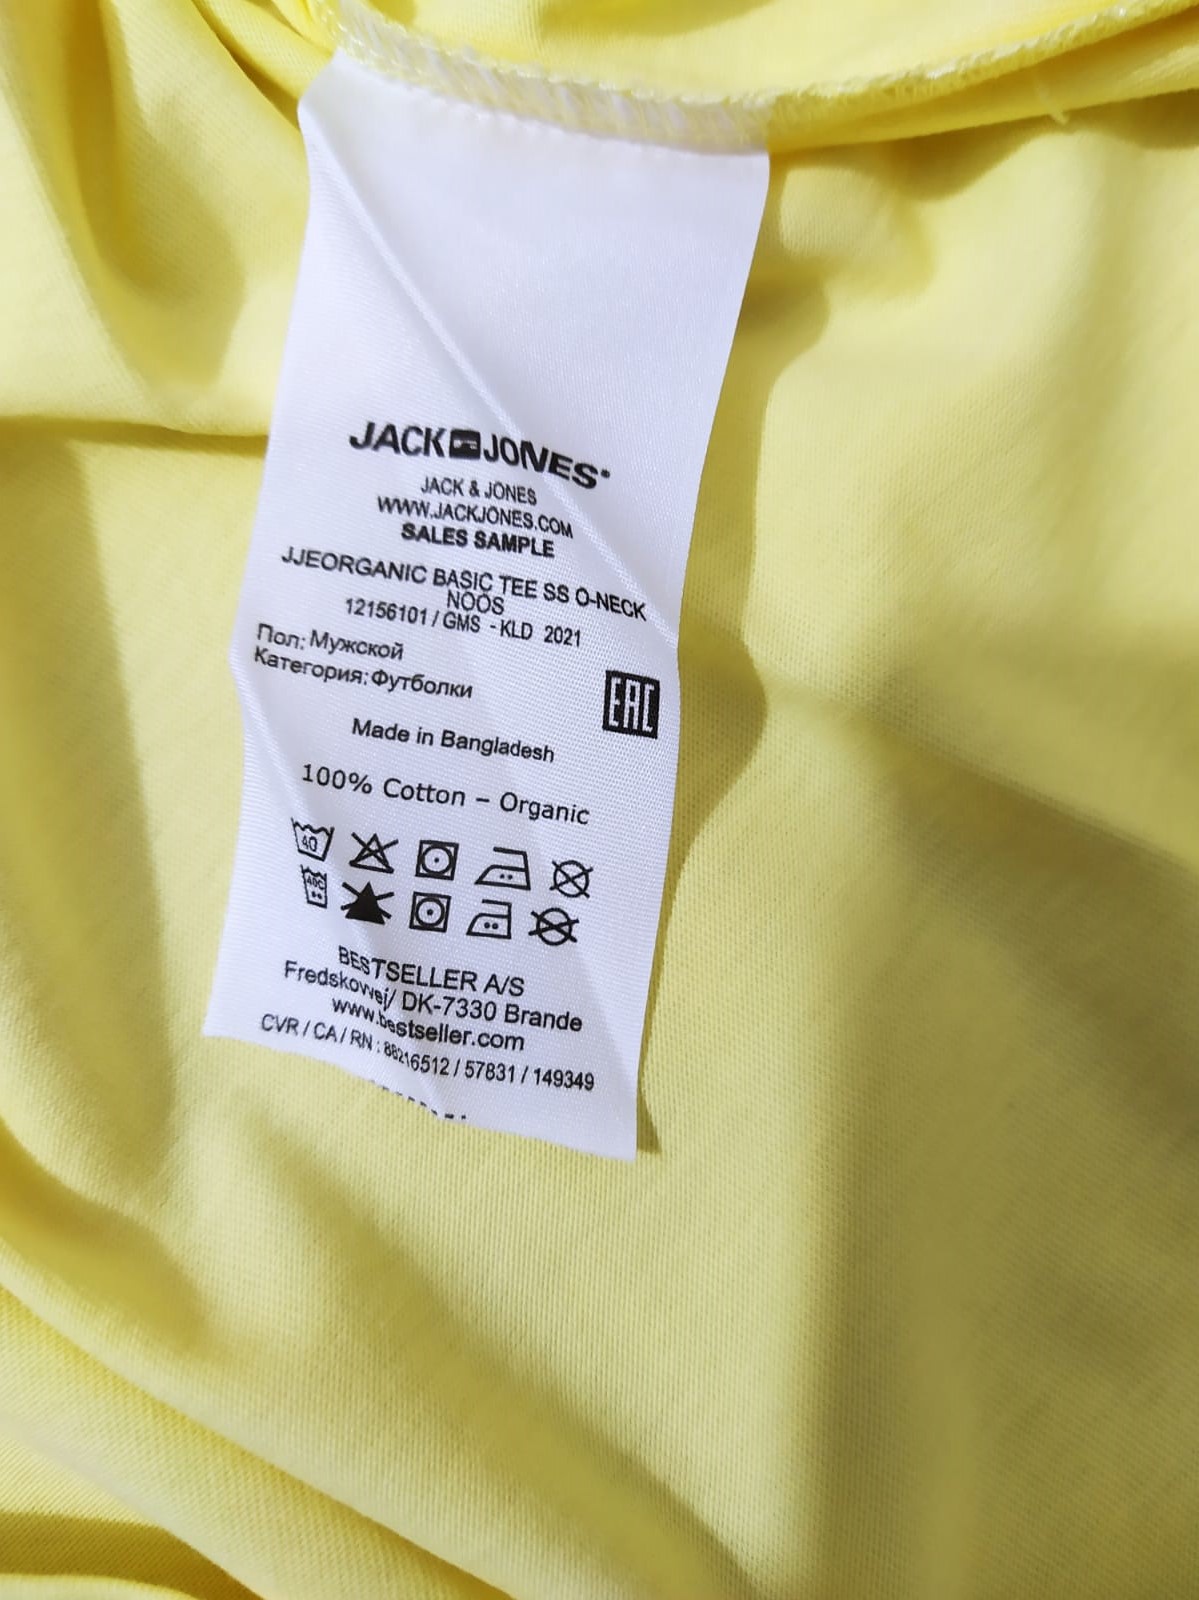 JACK JONES®
JACK & JONES
WWW.JACKJONES.COM
SALES SAMPLE
JJEORGANIC BASIC TEE SS O-NECK
NOOS
12156101 / GMS - KLD 2021
Пол: Мужской
Категория: Футболки
EAC
Made in Bangladesh
100% Cotton – Organic
40
BESTSELLER A/S
Fredskovvej/ DK-7330 Brande
www.bestseller.com
CVR / CA / RN : 88216512 / 57831 / 149349